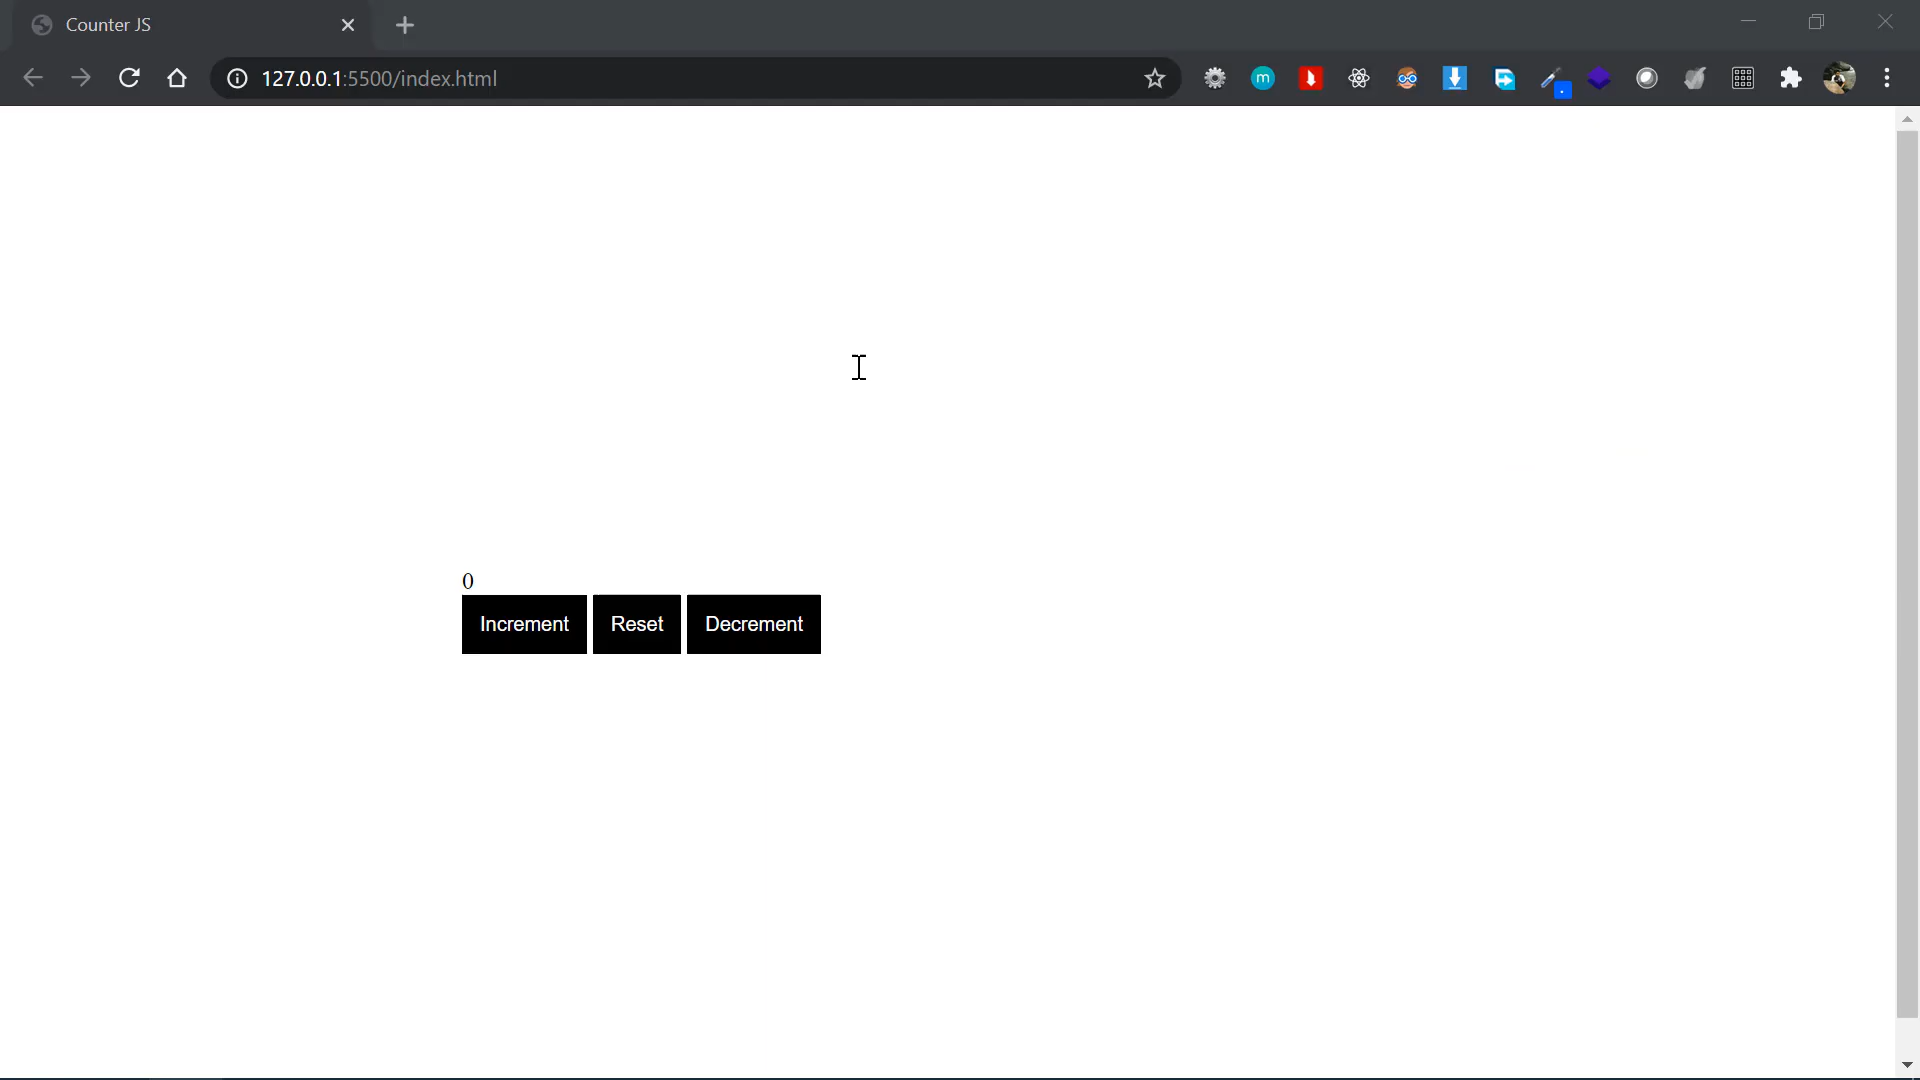 Counter JS
127.0.0.1:5500/index.html
m
0
Increment Reset Decrement